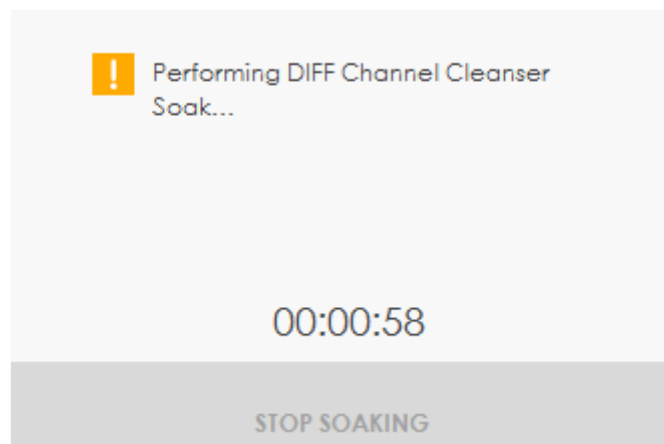 !
Performing DIFF Channel Cleanser
Soak...
00:00:58
STOP SOAKING